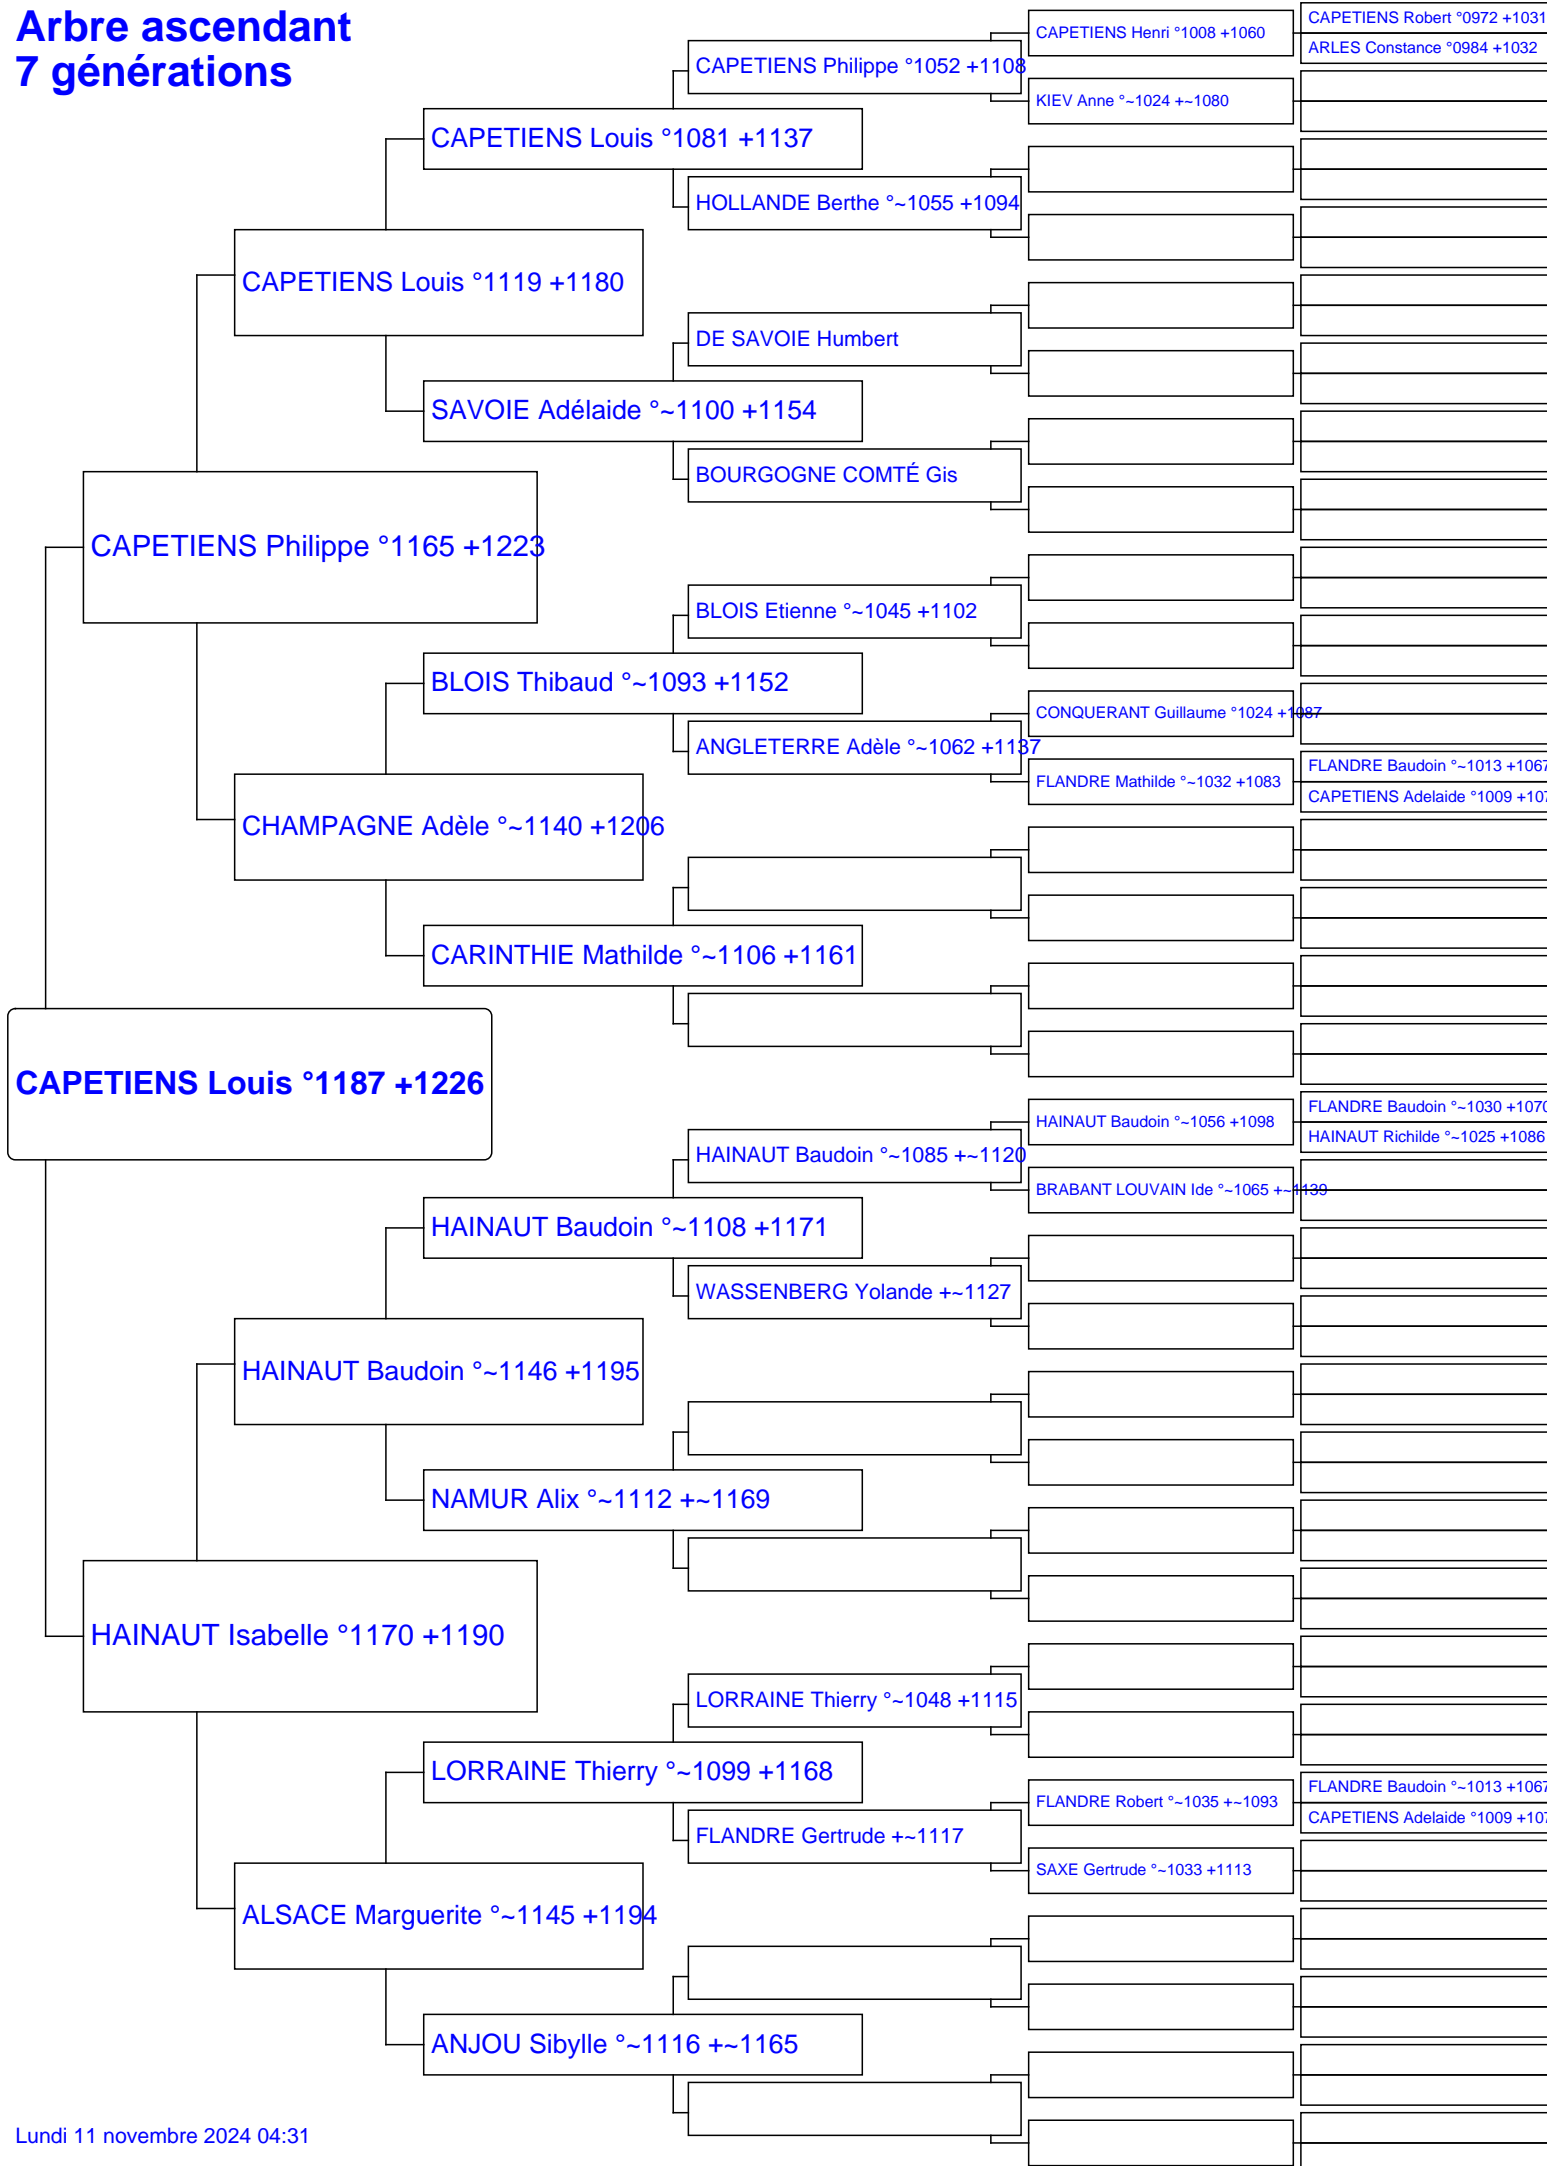 Arbre ascendant
7 générations
CAPETIENS Robert °0972 +1031
CAPETIENS Henri °1008 +1060
ARLES Constance °0984 +1032
CAPETIENS Philippe °1052 +1108
KIEV Anne °~1024 +~1080
CAPETIENS Louis °1081 +1137
HOLLANDE Berthe °~1055 +1094
CAPETIENS Louis °1119 +1180
DE SAVOIE Humbert
SAVOIE Adélaide °~1100 +1154
BOURGOGNE COMTÉ Gis
CAPETIENS Philippe °1165 +1223
BLOIS Etienne °~1045 +1102
BLOIS Thibaud °~1093 +1152
CONQUERANT Guillaume °1024 +1087
ANGLETERRE Adèle °~1062 +1137
FLANDRE Baudoin °~1013 +1067
FLANDRE Mathilde °~1032 +1083
CAPETIENS Adelaide °1009 +107
CHAMPAGNE Adèle °~1140 +1206
CARINTHIE Mathilde °~1106 +1161
CAPETIENS Louis °1187 +1226
FLANDRE Baudoin °~1030 +1070
HAINAUT Baudoin °~1056 +1098
HAINAUT Richilde °~1025 +1086
HAINAUT Baudoin °~1085 +~1120
BRABANT LOUVAIN Ide °~1065 +~1139
HAINAUT Baudoin °~1108 +1171
WASSENBERG Yolande +~1127
HAINAUT Baudoin °~1146 +1195
NAMUR Alix °~1112 +~1169
HAINAUT Isabelle °1170 +1190
LORRAINE Thierry °~1048 +1115
LORRAINE Thierry °~1099 +1168
FLANDRE Baudoin °~1013 +1067
FLANDRE Robert °~1035 +~1093
CAPETIENS Adelaide °1009 +107
FLANDRE Gertrude +~1117
SAXE Gertrude °~1033 +1113
ALSACE Marguerite °~1145 +1194
ANJOU Sibylle °~1116 +~1165
Lundi 11 novembre 2024 04:31